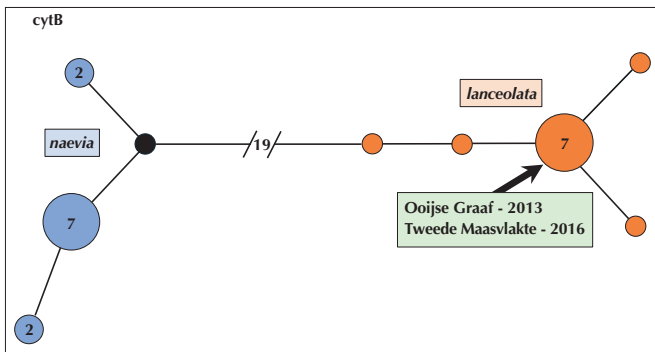 cytB
2
naevia
7
2
19
lanceolata
7
Ooijse Graaf - 2013
Tweede Maasvlakte - 2016